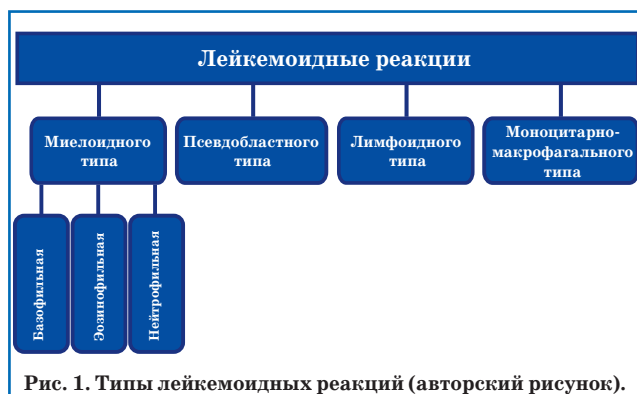 Лейкемоидные реакции
Миелоидного
типа
Псевдобластного
типа
Лимфоидного
типа
Моноцитарно-
макрофагального
типа
Базофильная
Эозинофильная
Нейтрофильная
Рис. 1. Типы лейкемоидных реакций (авторский рисунок).